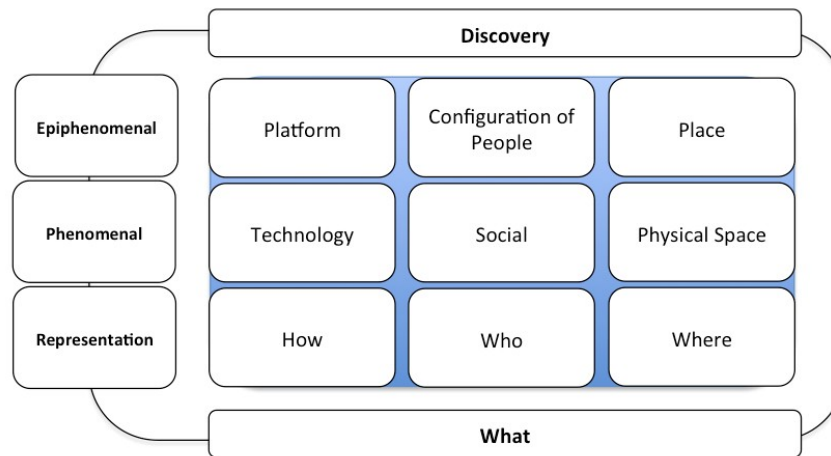 Discovery
Epiphenomenal
Platform
Configuration of
People
Place
Phenomenal
Technology
Social
Physical Space
Representation
How
Who
Where
What